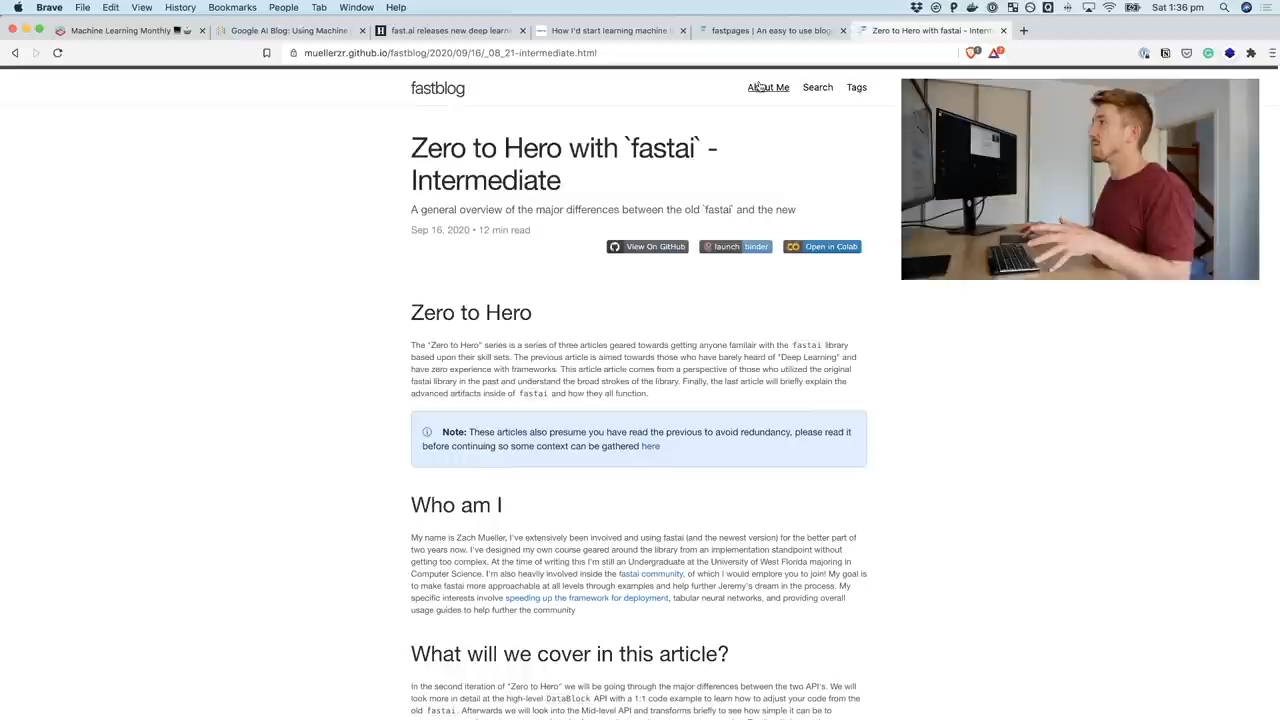 Brave File Edit View History Bookmarks People Tab Window Help Sat 1:36 pm
Machine Learning Monthly Google AI Blog: Using Machine fast.ai releases new deep learn How I'd start learning machine l fastpages | An easy to use blog Zero to Hero with fastai - Interm
muellerzr.github.io/fastblog/2020/09/16/_08_21-intermediate.html
fastblog About Me Search Tags
Zero to Hero with `fastai` -
Intermediate
A general overview of the major differences between the old `fastai` and the new
Sep 16, 2020 • 12 min read
View On GitHub launch binder Open in Colab
Zero to Hero
The "Zero to Hero" series is a series of three articles geared towards getting anyone familair with the fastai library
based upon their skill sets. The previous article is aimed towards those who have barely heard of "Deep Learning" and
have zero experience with frameworks. This article article comes from a perspective of those who utilized the original
fastai library in the past and understand the broad strokes of the library. Finally, the last article will briefly explain the
advanced artifacts inside of fastai and how they all function.
Note: These articles also presume you have read the previous to avoid redundancy, please read it
before continuing so some context can be gathered here
Who am I
My name is Zach Mueller, I've extensively been involved and using fastai (and the newest version) for the better part of
two years now. I've designed my own course geared around the library from an implementation standpoint without
getting too complex. At the time of writing this I'm still an Undergraduate at the University of West Florida majoring in
Computer Science. I'm also heavily involved inside the fastai community, of which I would emplore you to join! My goal is
to make fastai more approachable at all levels through examples and help further Jeremy's dream in the process. My
specific interests involve speeding up the framework for deployment, tabular neural networks, and providing overall
usage guides to help further the community
What will we cover in this article?
In the second iteration of "Zero to Hero" we will be going through the major differences between the two API's. We will
look more in detail at the high-level DataBlock API with a 1:1 code example to learn how to adjust your code from the
old fastai. Afterwards we will look into the Mid-level API and transforms briefly to see how simple it can be to